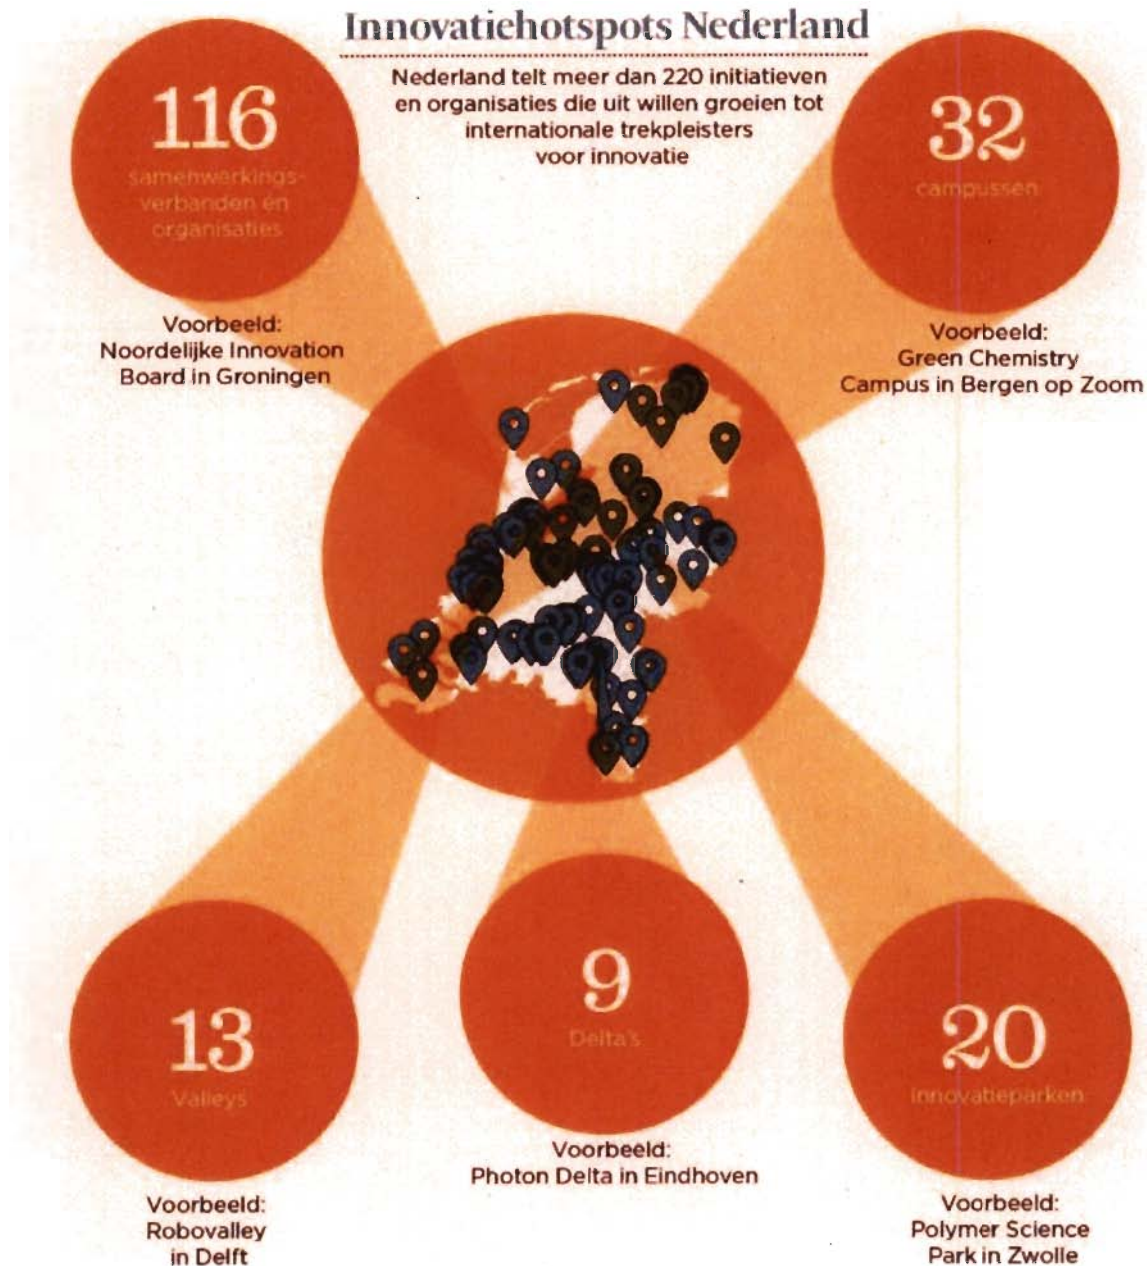 Innovatiehotspots Nederland
Nederland telt meer dan 220 initiatieven
en organisaties die uit willen groeien tot
internationale trekpleisters
voor innovatie
116
samenwerkings-
verbanden en
organisaties
Voorbeeld:
Noordelijke Innovation
Board in Groningen
32
campussen
Voorbeeld:
Green Chemistry
Campus in Bergen op Zoom
13
Valleys
Voorbeeld:
Robovalley
in Delft
9
Delta's
Voorbeeld:
Photon Delta in Eindhoven
20
Innovatieparken
Voorbeeld:
Polymer Science
Park in Zwolle